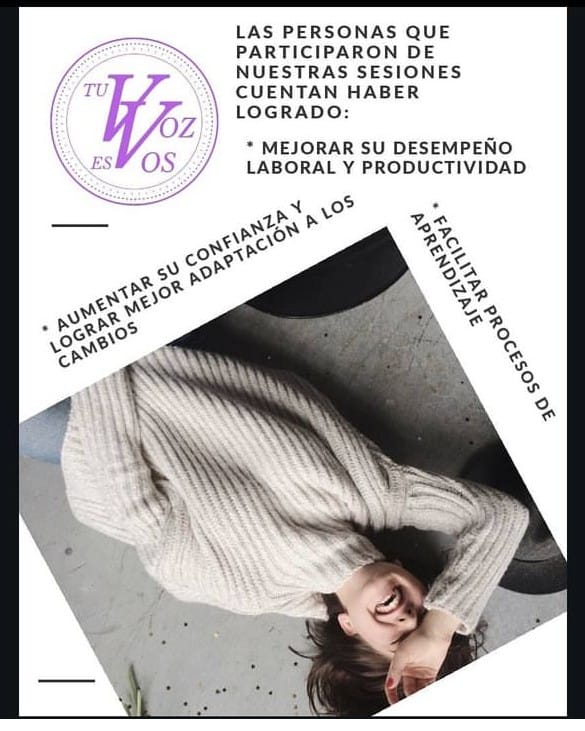 LAS PERSONAS QUE
PARTICIPARON DE
NUESTRAS SESIONES
CUENTAN HABER
LOGRADO:
* MEJORAR SU DESEMPEÑO
LABORAL Y PRODUCTIVIDAD
TU VOZ
ES VOS
* AUMENTAR SU CONFIANZA Y
LOGRAR MEJOR ADAPTACIÓN A LOS
CAMBIOS
* FACILITAR PROCESOS DE
APRENDIZAJE